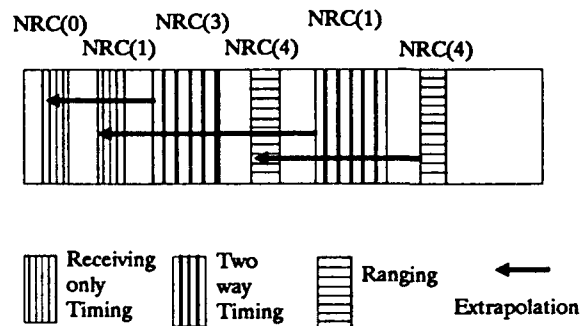 NRC(0)
NRC(1)
NRC(3)
NRC(4)
NRC(1)
NRC(4)
Receiving
only
Timing
Two
way
Timing
Ranging
Extrapolation